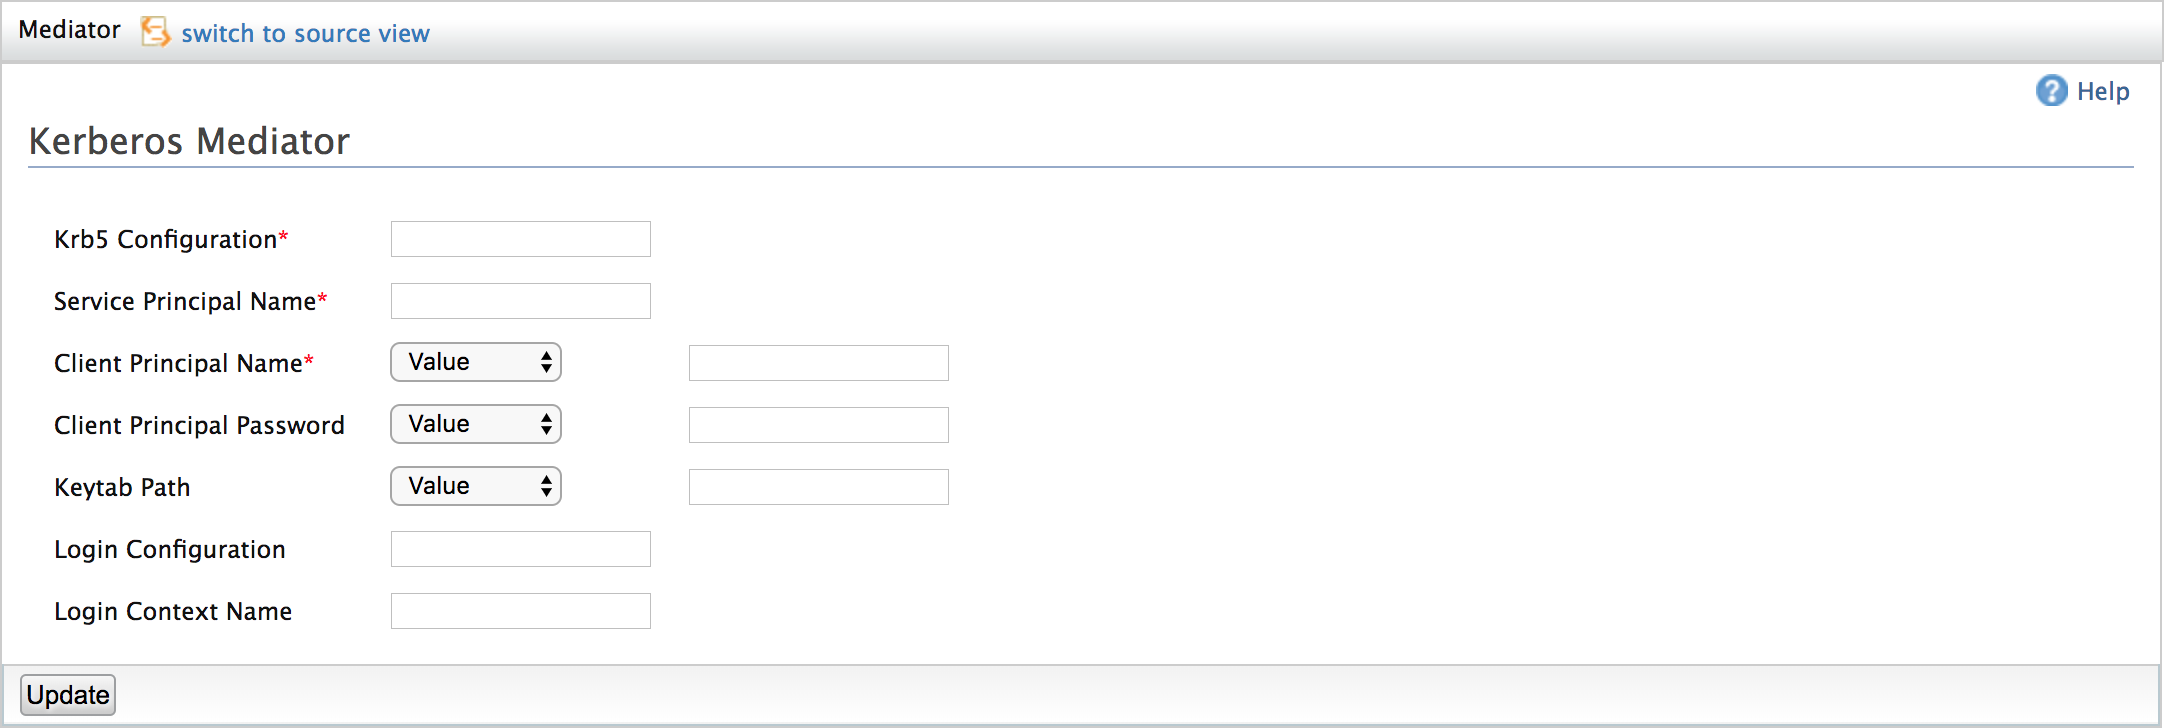 Mediator switch to source view
Help
Kerberos Mediator
Krb5 Configuration*
Service Principal Name*
Client Principal Name* Value
Client Principal Password Value
Keytab Path Value
Login Configuration
Login Context Name
Update